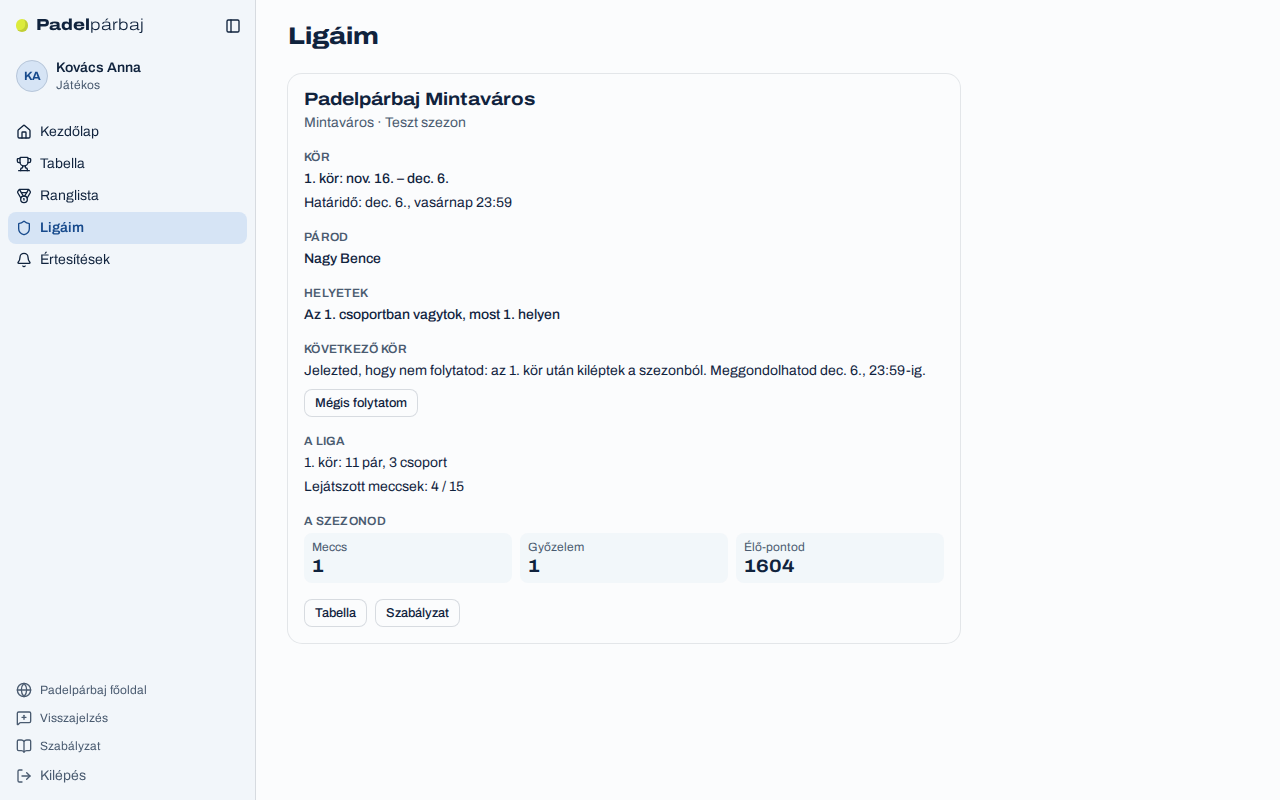 Padelpárbaj
KA
Kovács Anna
Játékos
Kezdőlap
Tabella
Ranglista
Ligáim
Értesítések
Padelpárbaj főoldal
Visszajelzés
Szabályzat
Kilépés
Ligáim
Padelpárbaj Mintaváros
Mintaváros · Teszt szezon
KÖR
1. kör: nov. 16. – dec. 6.
Határidő: dec. 6., vasárnap 23:59
PÁROD
Nagy Bence
HELYETEK
Az 1. csoportban vagytok, most 1. helyen
KÖVETKEZŐ KÖR
Jelezted, hogy nem folytatod: az 1. kör után kiléptek a szezonból. Meggondolhatod dec. 6., 23:59-ig.
Mégis folytatom
A LIGA
1. kör: 11 pár, 3 csoport
Lejátszott meccsek: 4 / 15
A SZEZONOD
Meccs
1
Győzelem
1
Élő-pontod
1604
Tabella
Szabályzat